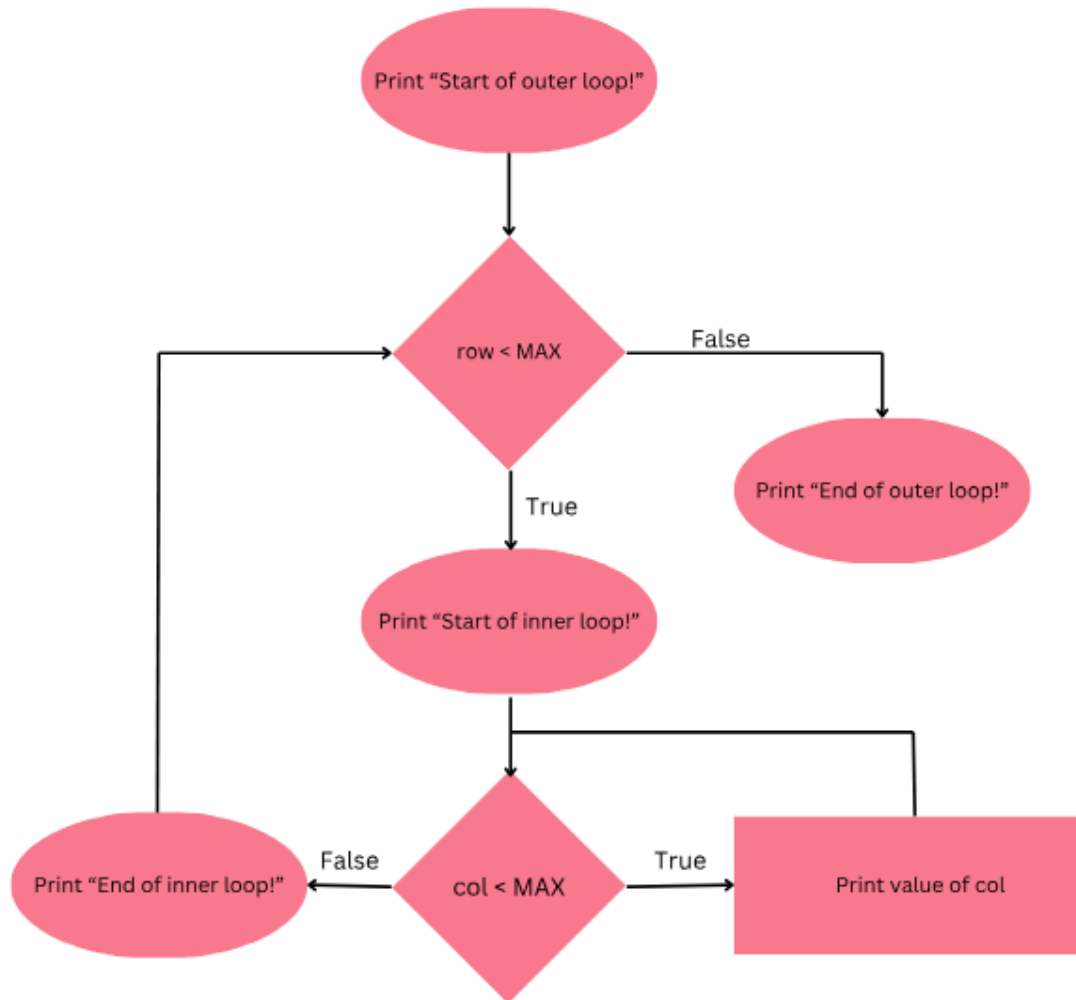 Print “Start of outer loop!”
row < MAX
False
Print “End of outer loop!”
True
Print “Start of inner loop!”
col < MAX
True
Print value of col
False
Print “End of inner loop!”